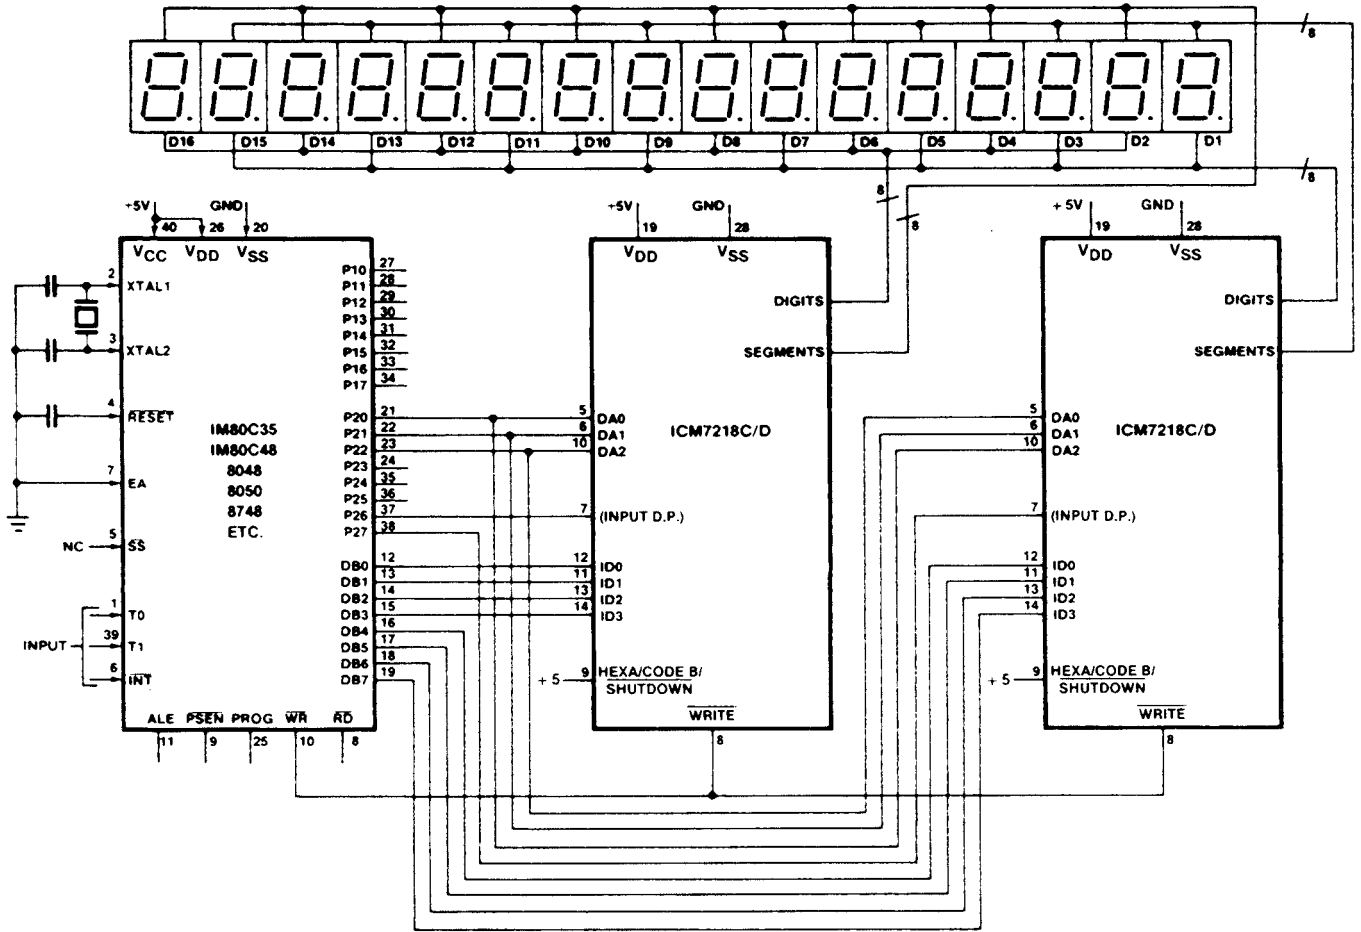 8
D16 D15 D14 D13 D12 D11 D10 D9 D8 D7 D6 D5 D4 D3 D2 D1
8
8
8
+5V GND
40 26 20
VCC VDD VSS
2 XTAL1
3 XTAL2
4 RESET
7 EA
NC 5 SS
INPUT
1 T0
39 T1
6 INT
IM80C35
IM80C48
8048
8050
8748
ETC.
P10 27
P11 28
P12 29
P13 30
P14 31
P15 32
P16 33
P17 34
P20 21
P21 22
P22 23
P23 24
P24 35
P25 36
P26 37
P27 38
DB0 12
DB1 13
DB2 14
DB3 15
DB4 16
DB5 17
DB6 18
DB7 19
ALE PSEN PROG WR RD
11 9 25 10 8
+5V GND
19 28
VDD VSS
DIGITS
SEGMENTS
5 DA0
6 DA1
10 DA2
ICM7218C/D
7 (INPUT D.P.)
12 ID0
11 ID1
13 ID2
14 ID3
+ 5 9 HEXA/CODE B/
SHUTDOWN
WRITE
8
+ 5V GND
19 28
VDD VSS
DIGITS
SEGMENTS
5 DA0
6 DA1
10 DA2
ICM7218C/D
7 (INPUT D.P.)
12 ID0
11 ID1
13 ID2
14 ID3
+ 5 9 HEXA/CODE B/
SHUTDOWN
WRITE
8